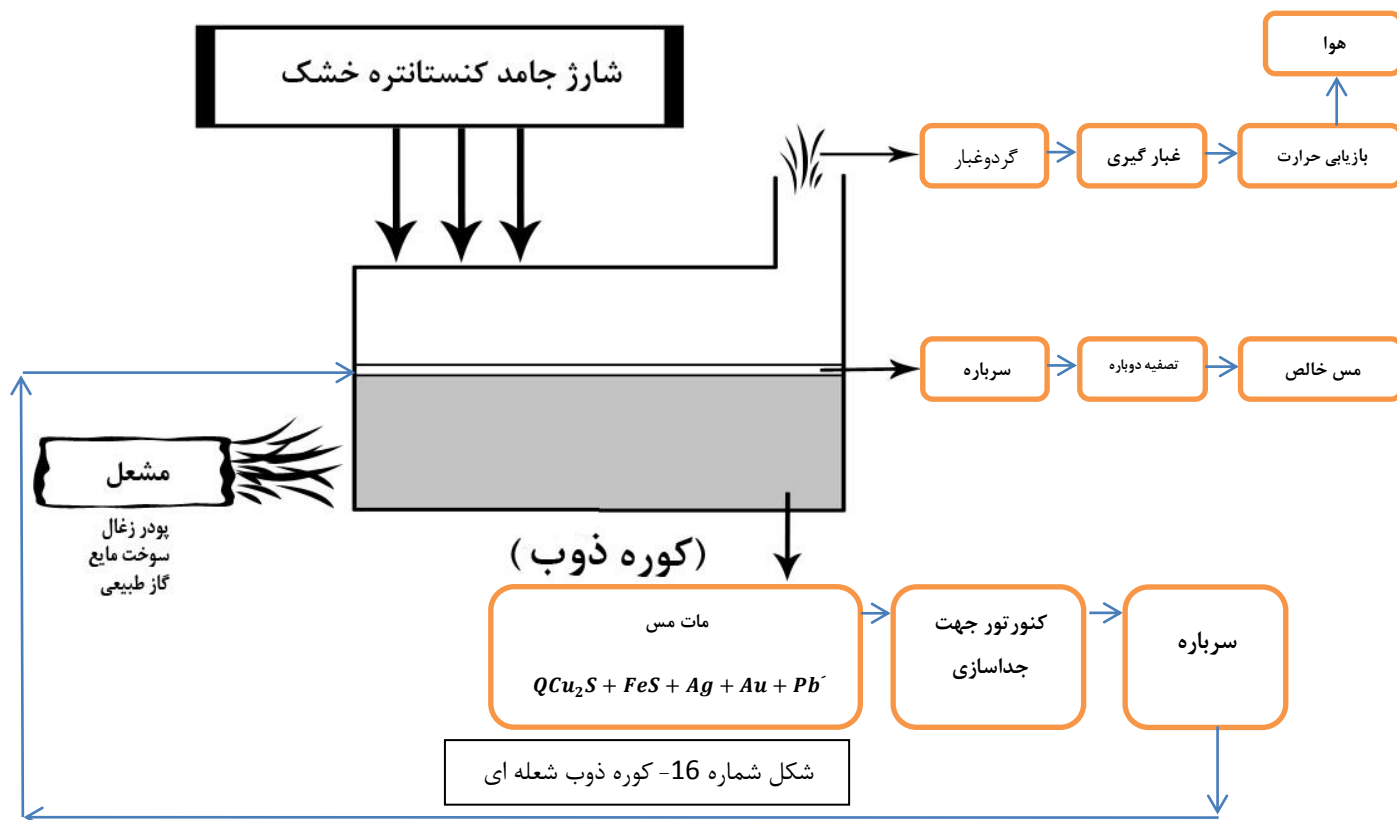 شارژ جامد کنستانتره خشک
هوا
گردوغبار
غبار گیری
بازیابی حرارت
سرباره
تصفیه دوباره
مس خالص
مشعل
پودر زغال
سوخت مایع
گاز طبیعی
(کوره ذوب)
مات مس
QCu₂S + FeS + Ag + Au + Pb´
کنورتور جهت
جداسازی
سرباره
شکل شماره 16- کوره ذوب شعله ای